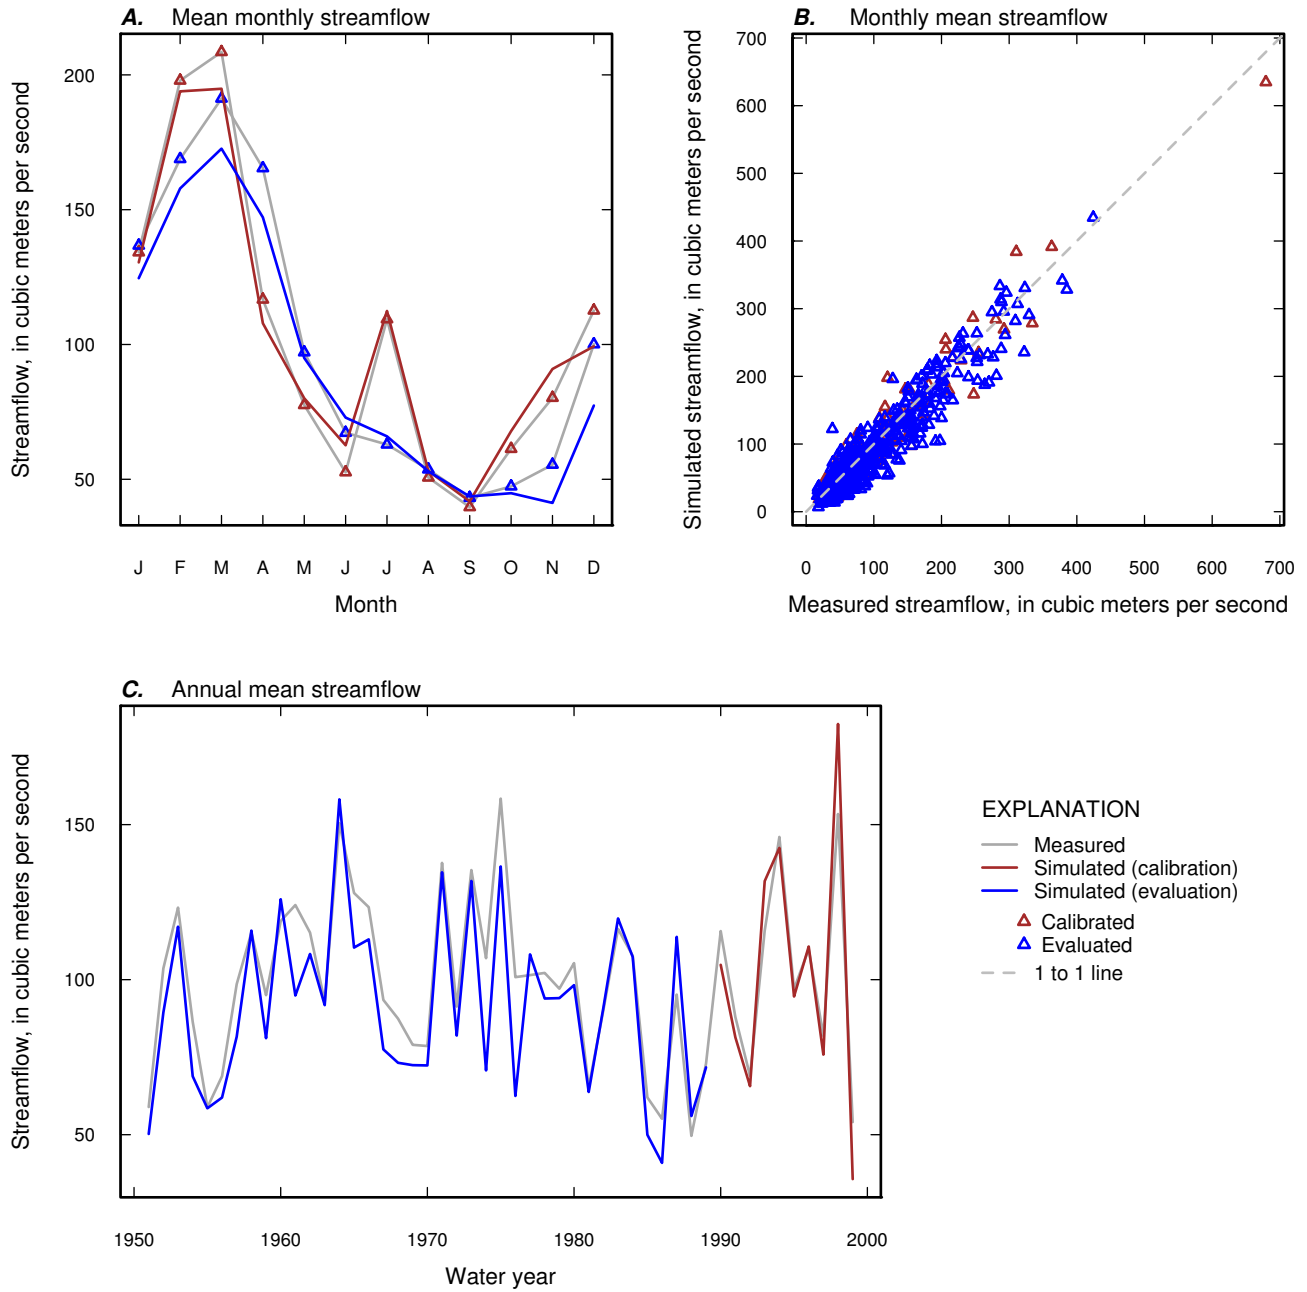 A. Mean monthly streamflow
Streamflow, in cubic meters per second
200
150
100
50
J F M A M J J A S O N D
Month
B. Monthly mean streamflow
Simulated streamflow, in cubic meters per second
700
600
500
400
300
200
100
0
0 100 200 300 400 500 600 700
Measured streamflow, in cubic meters per second
C. Annual mean streamflow
Streamflow, in cubic meters per second
150
100
50
1950 1960 1970 1980 1990 2000
Water year
EXPLANATION
Measured
Simulated (calibration)
Simulated (evaluation)
Calibrated
Evaluated
1 to 1 line